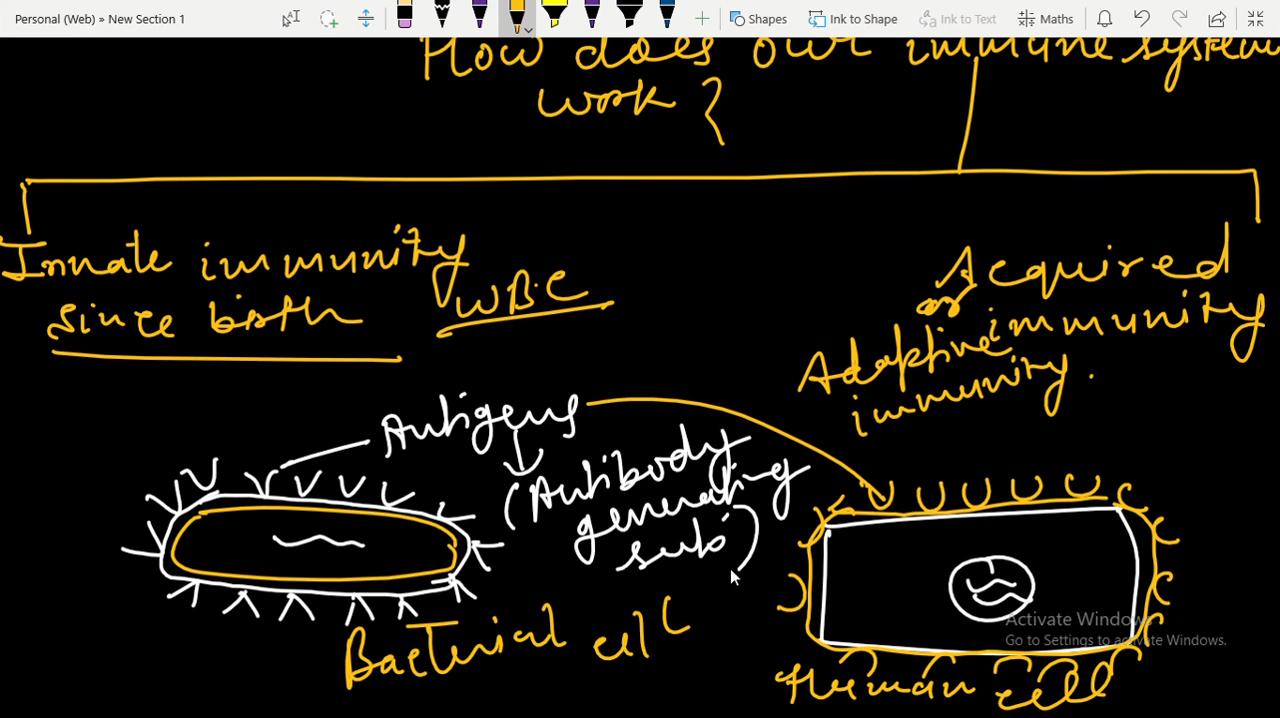 Personal (Web) » New Section 1
Shapes
Ink to Shape
Ink to Text
Maths
How does our immune system
work ?
Innate immunity
since birth
WBC
Acquired
or
immunity
Adaptive
immunity.
Antigens
(Antibody
generating
subs)
Bacterial cell
Human cell
Activate Windows
Go to Settings to activate Windows.